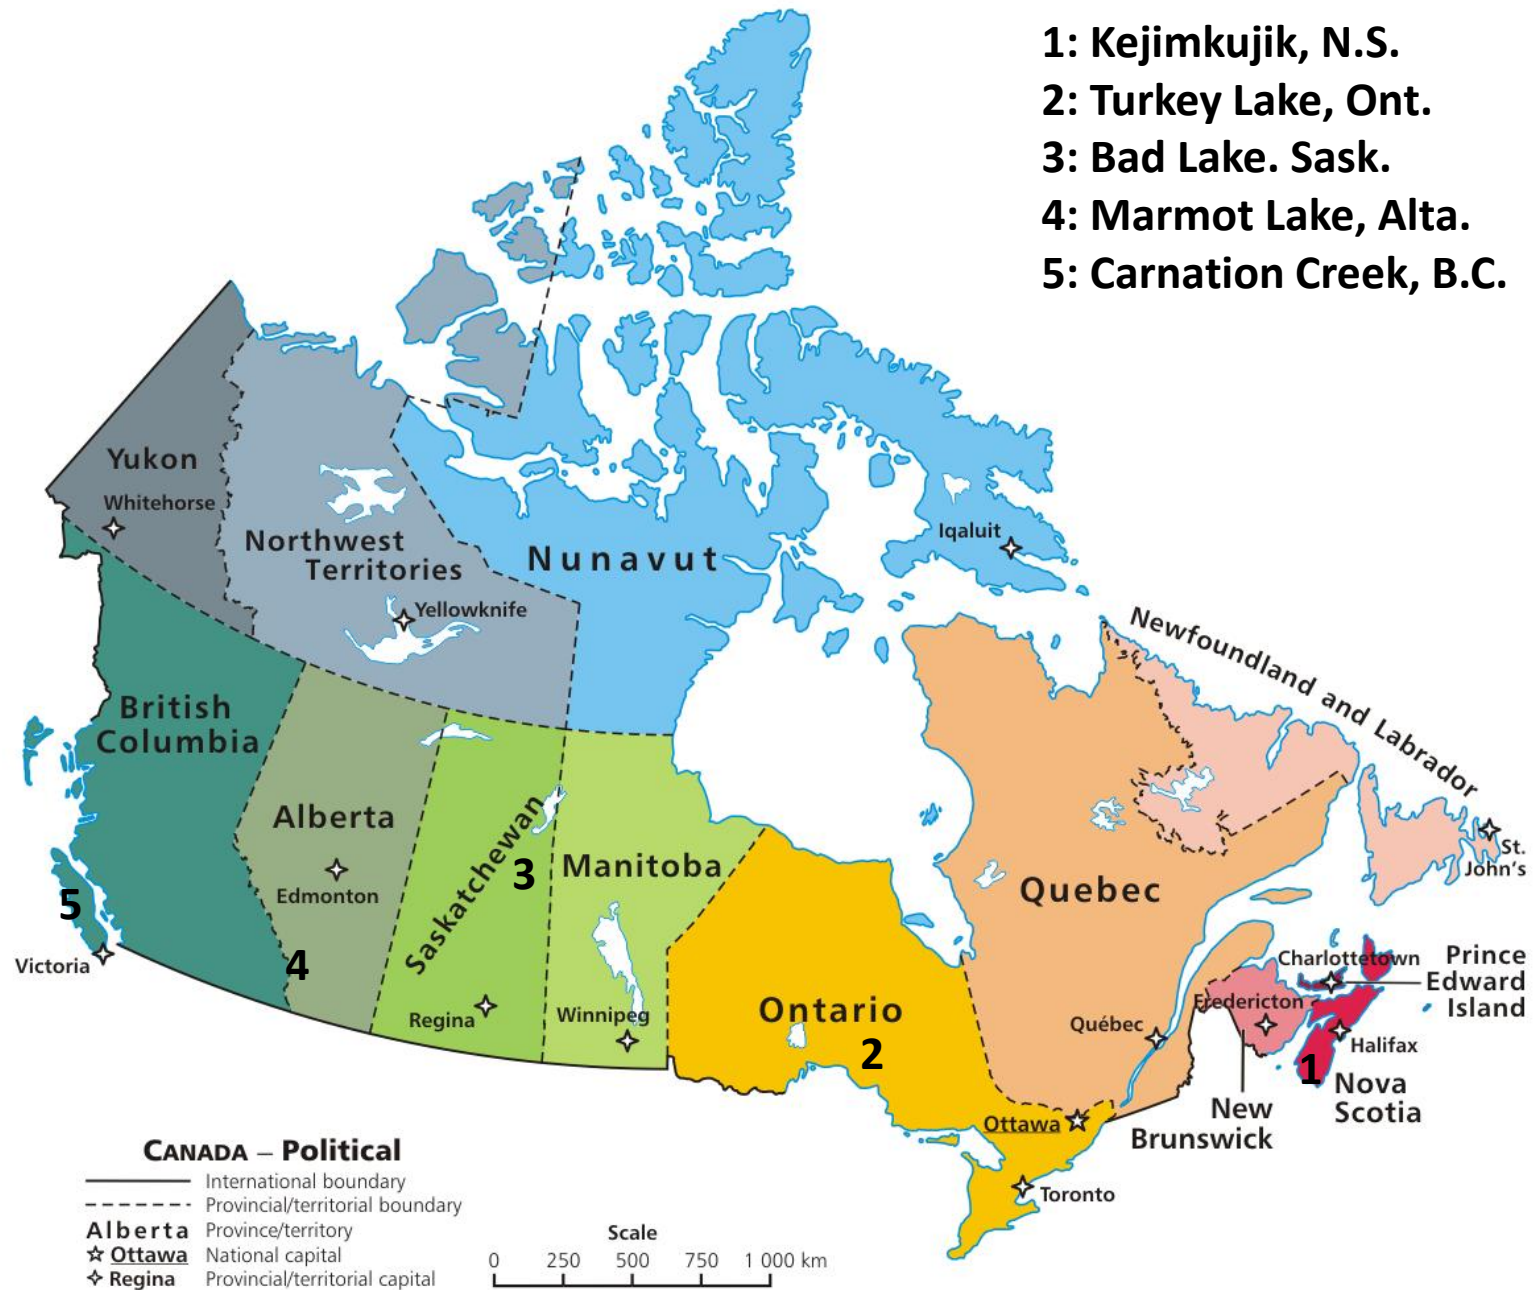 1: Kejimkujik, N.S.
2: Turkey Lake, Ont.
3: Bad Lake. Sask.
4: Marmot Lake, Alta.
5: Carnation Creek, B.C.
Yukon
Whitehorse
Northwest
Territories
Yellowknife
Nunavut
Iqaluit
Newfoundland and Labrador
St.
John's
British
Columbia
Alberta
Edmonton
Saskatchewan
3
Manitoba
Quebec
5
Victoria
4
Regina
Winnipeg
Ontario
2
Québec
Ottawa
Toronto
Charlottetown
Prince
Edward
Island
Fredericton
Halifax
1
Nova
Scotia
New
Brunswick
CANADA – Political
International boundary
Provincial/territorial boundary
Alberta Province/territory
Ottawa National capital
Regina Provincial/territorial capital
Scale
0 250 500 750 1 000 km